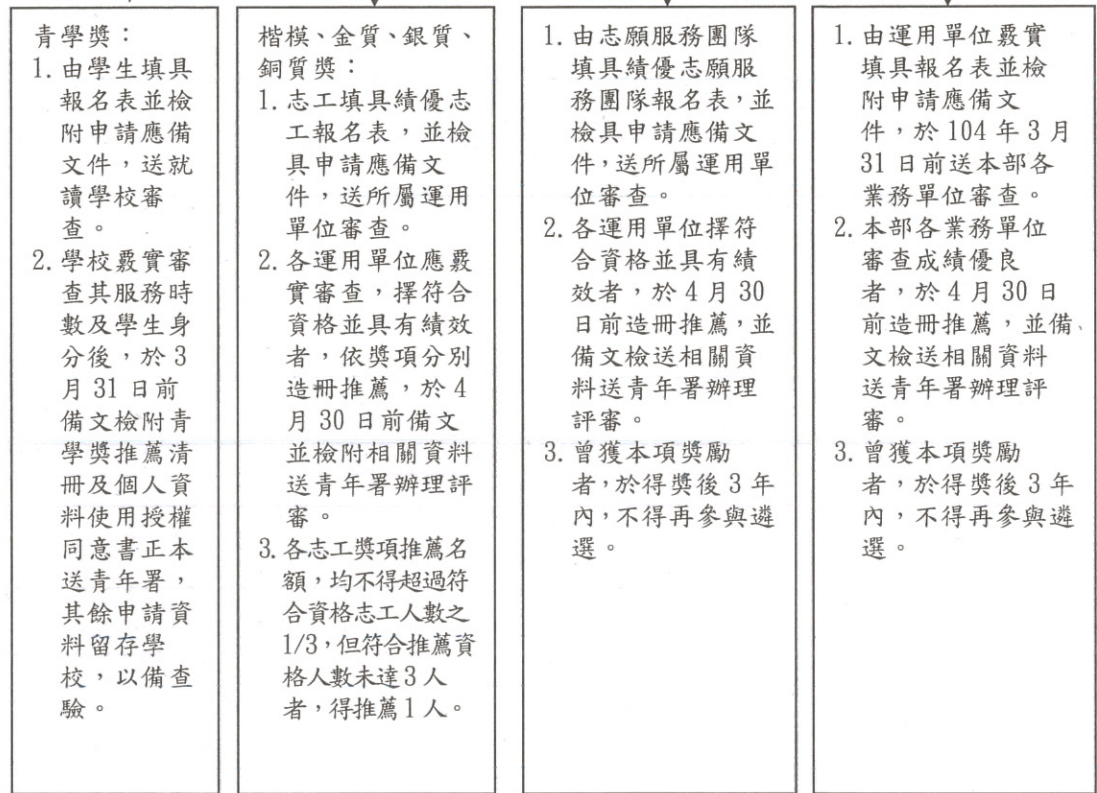 青學獎：
1. 由學生填具
報名表並檢
附申請應備
文件，送就
讀學校審
查。
2. 學校覈實審
查其服務時
數及學生身
分後，於 3
月 31 日前
備文檢附青
學獎推薦清
冊及個人資
料使用授權
同意書正本
送青年署，
其餘申請資
料留存學
校，以備查
驗。
楷模、金質、銀質、
銅質獎：
1. 志工填具績優志
工報名表，並檢
具申請應備文
件，送所屬運用
單位審查。
2. 各運用單位應覈
實審查，擇符合
資格並具有績效
者，依獎項分別
造冊推薦，於 4
月 30 日前備文
並檢附相關資料
送青年署辦理評
審。
3. 各志工獎項推薦名
額，均不得超過符
合資格志工人數之
1/3，但符合推薦資
格人數未達 3 人
者，得推薦 1 人。
1. 由志願服務團隊
填具績優志願服
務團隊報名表，並
檢具申請應備文
件，送所屬運用單
位審查。
2. 各運用單位擇符
合資格並具有績
效者，於 4 月 30
日前造冊推薦，並
備文檢送相關資
料送青年署辦理
評審。
3. 曾獲本項獎勵
者，於得獎後 3 年
內，不得再參與遴
選。
1. 由運用單位覈實
填具報名表並檢
附申請應備文
件，於 104 年 3 月
31 日前送本部各
業務單位審查。
2. 本部各業務單位
審查成績優良
者，於 4 月 30 日
前造冊推薦，並備
文檢送相關資料
送青年署辦理評
審。
3. 曾獲本項獎勵
者，於得獎後 3 年
內，不得再參與遴
選。